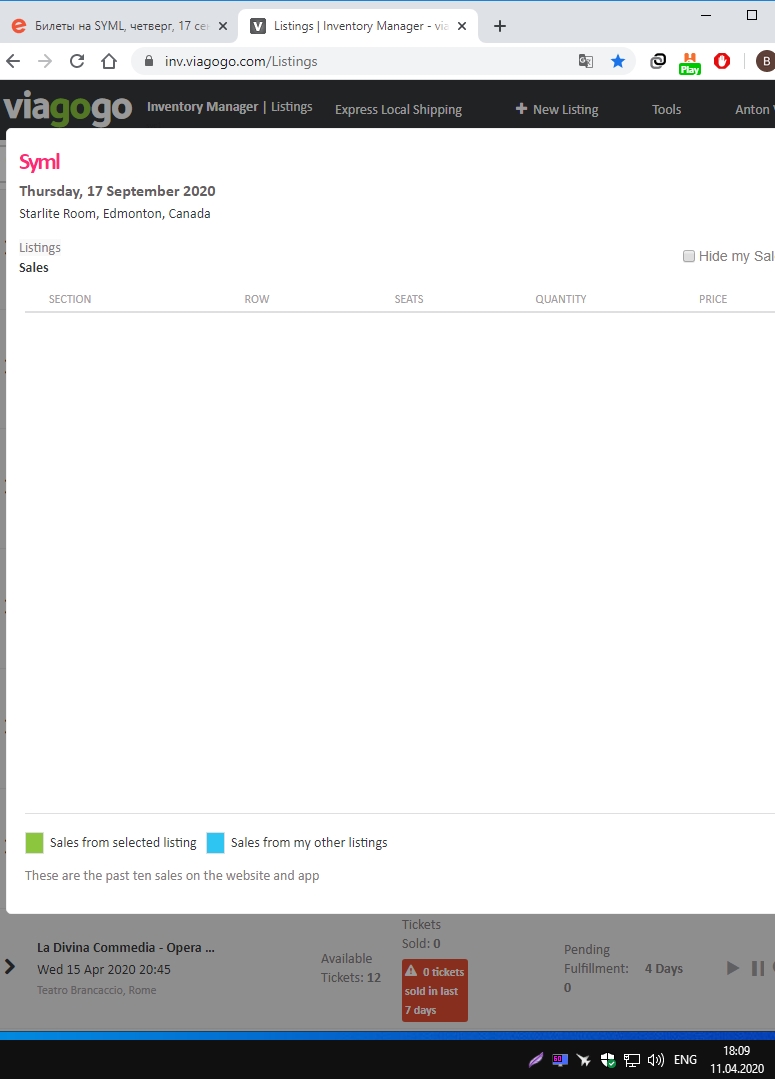 Билеты на SYML, четверг, 17 сен
Listings | Inventory Manager - via
inv.viagogo.com/Listings
Play
B
viagogo
Inventory Manager | Listings
Express Local Shipping
+ New Listing
Tools
Anton
Syml
Thursday, 17 September 2020
Starlite Room, Edmonton, Canada
Listings
Sales
Hide my Sal
SECTION ROW SEATS QUANTITY PRICE
Sales from selected listing
Sales from my other listings
These are the past ten sales on the website and app
La Divina Commedia - Opera ...
Wed 15 Apr 2020 20:45
Teatro Brancaccio, Rome
Available
Tickets: 12
Tickets
Sold: 0
0 tickets
sold in last
7 days
Pending
Fulfillment:
0
4 Days
60
ENG
18:09
11.04.2020